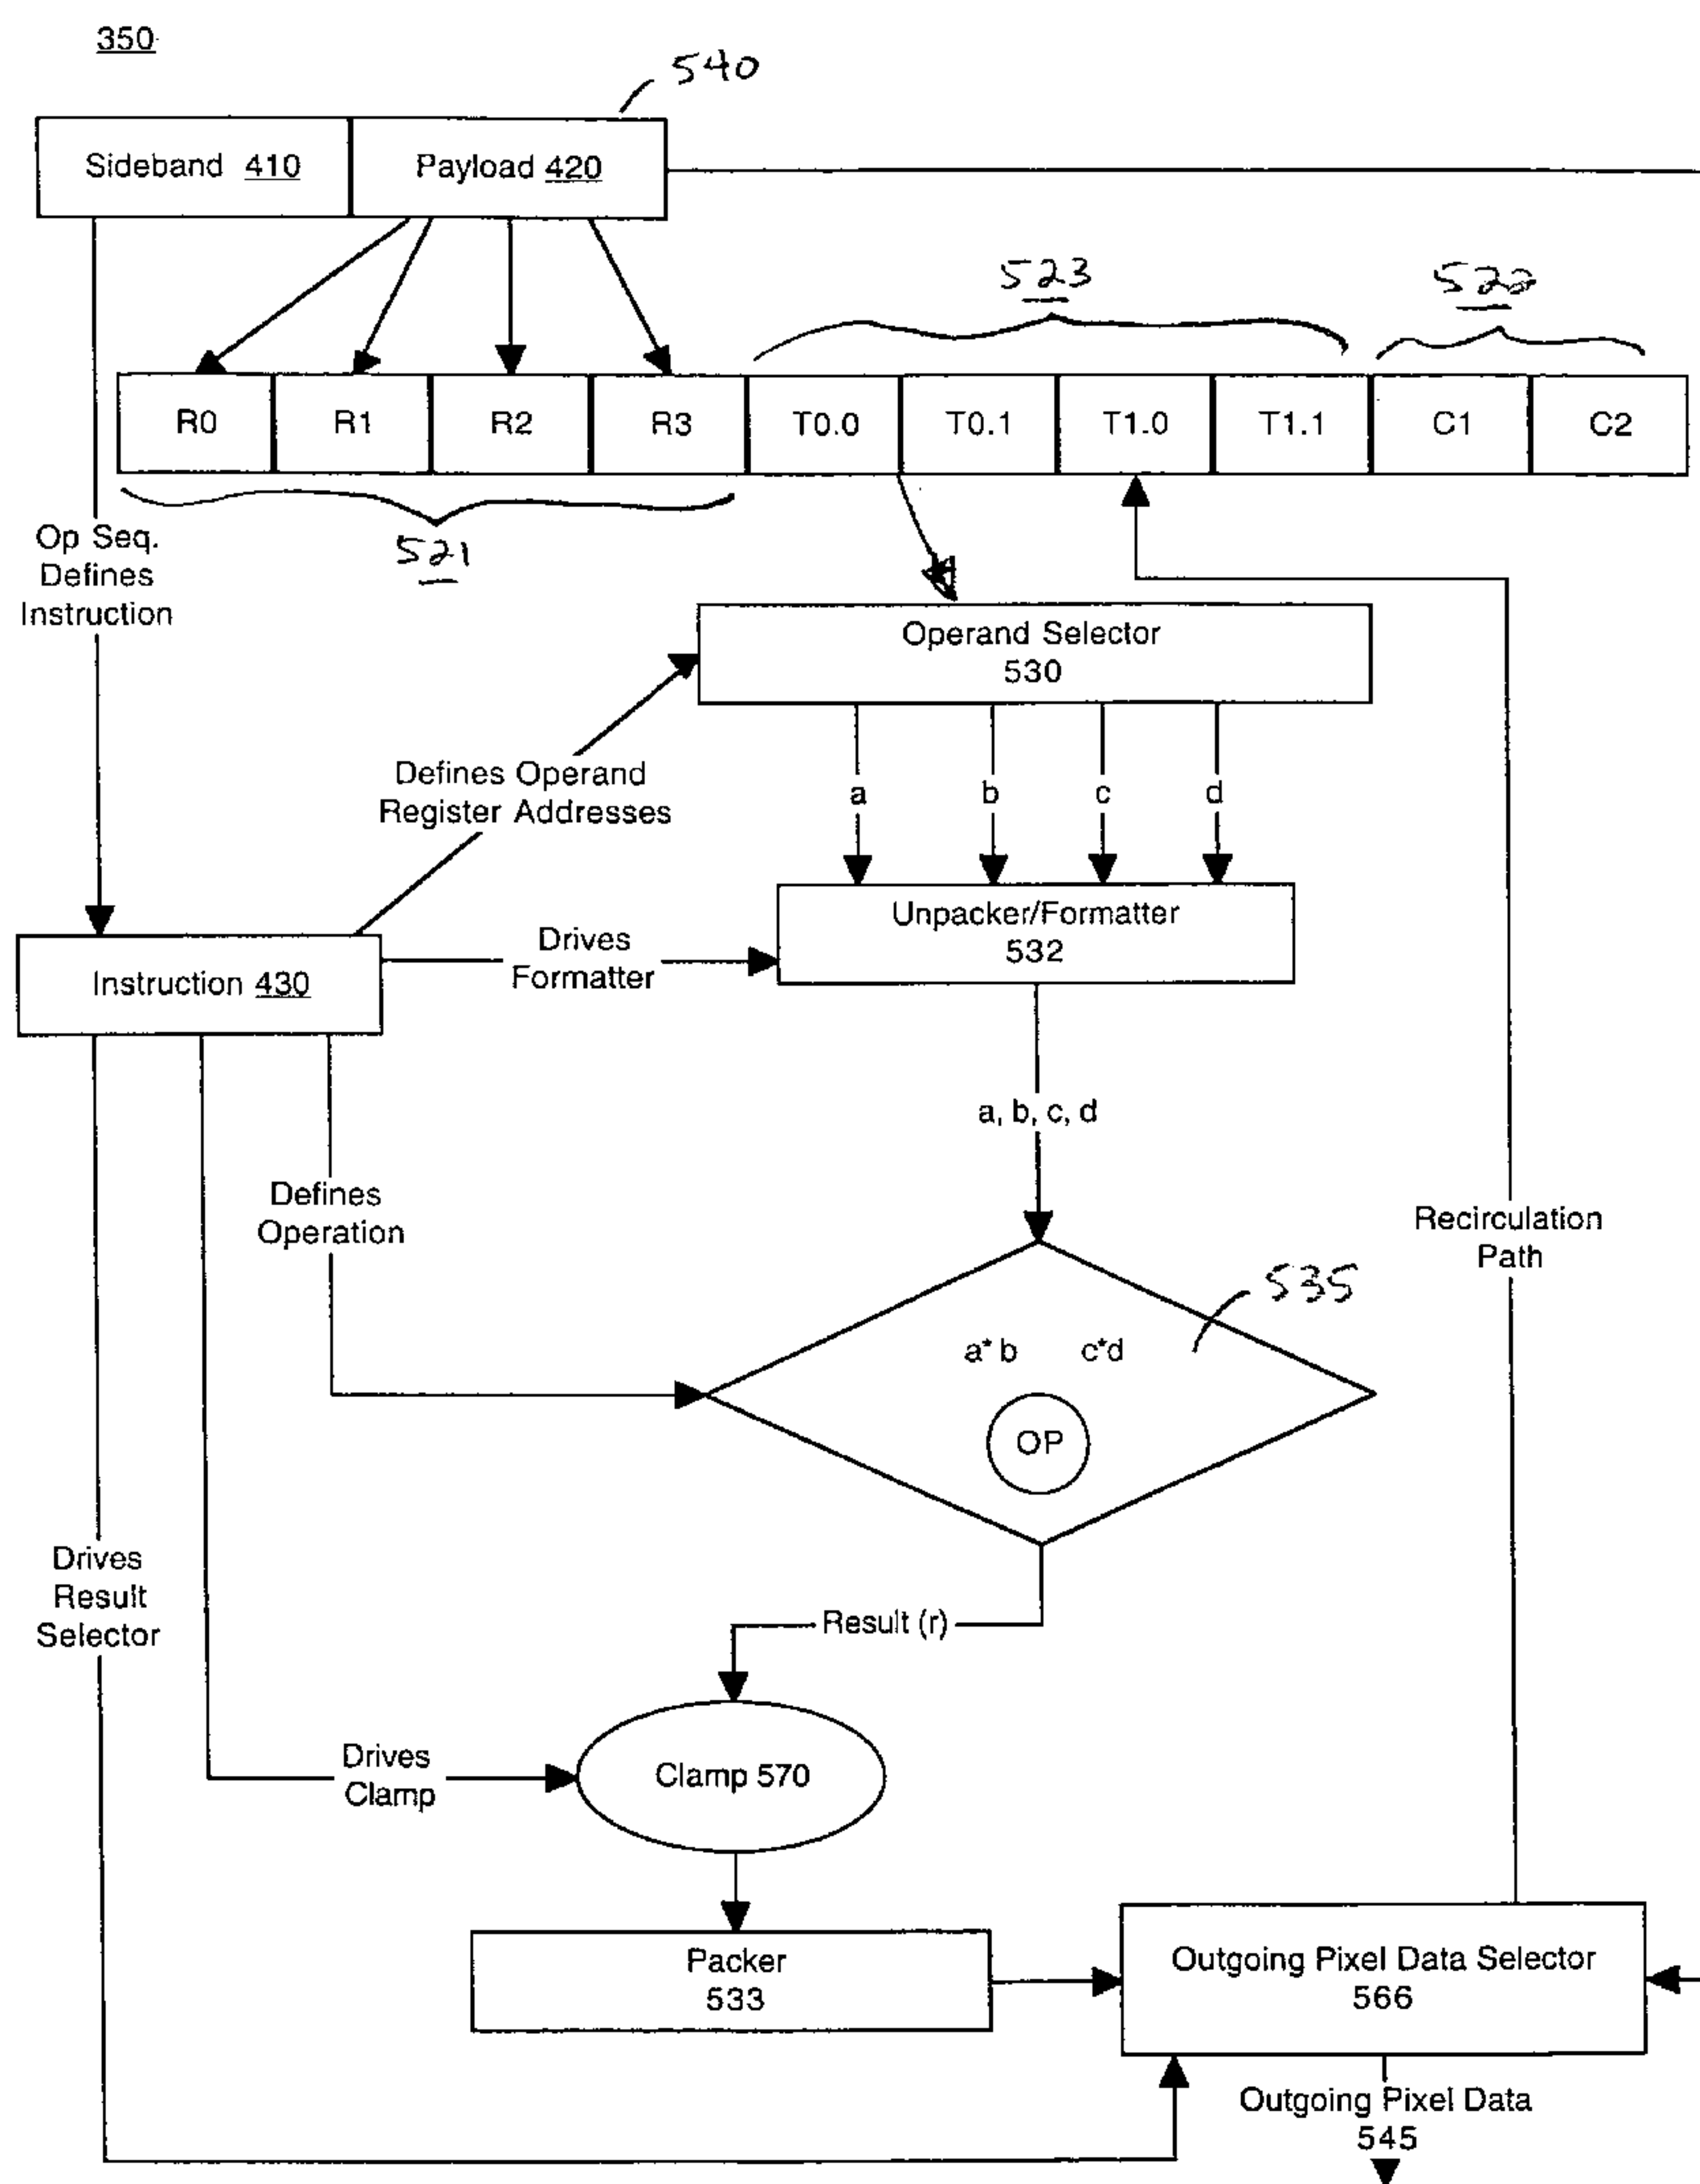 350
540
Sideband 410
Payload 420
523
522
R0
R1
R2
R3
T0.0
T0.1
T1.0
T1.1
C1
C2
521
Op Seq.
Defines
Instruction
Operand Selector
530
Defines Operand
Register Addresses
a
b
c
d
Unpacker/Formatter
532
Drives
Formatter
Instruction 430
a, b, c, d
Defines
Operation
Recirculation
Path
535
a* b
c*d
OP
Drives
Result
Selector
Result (r)
Drives
Clamp
Clamp 570
Packer
533
Outgoing Pixel Data Selector
566
Outgoing Pixel Data
545